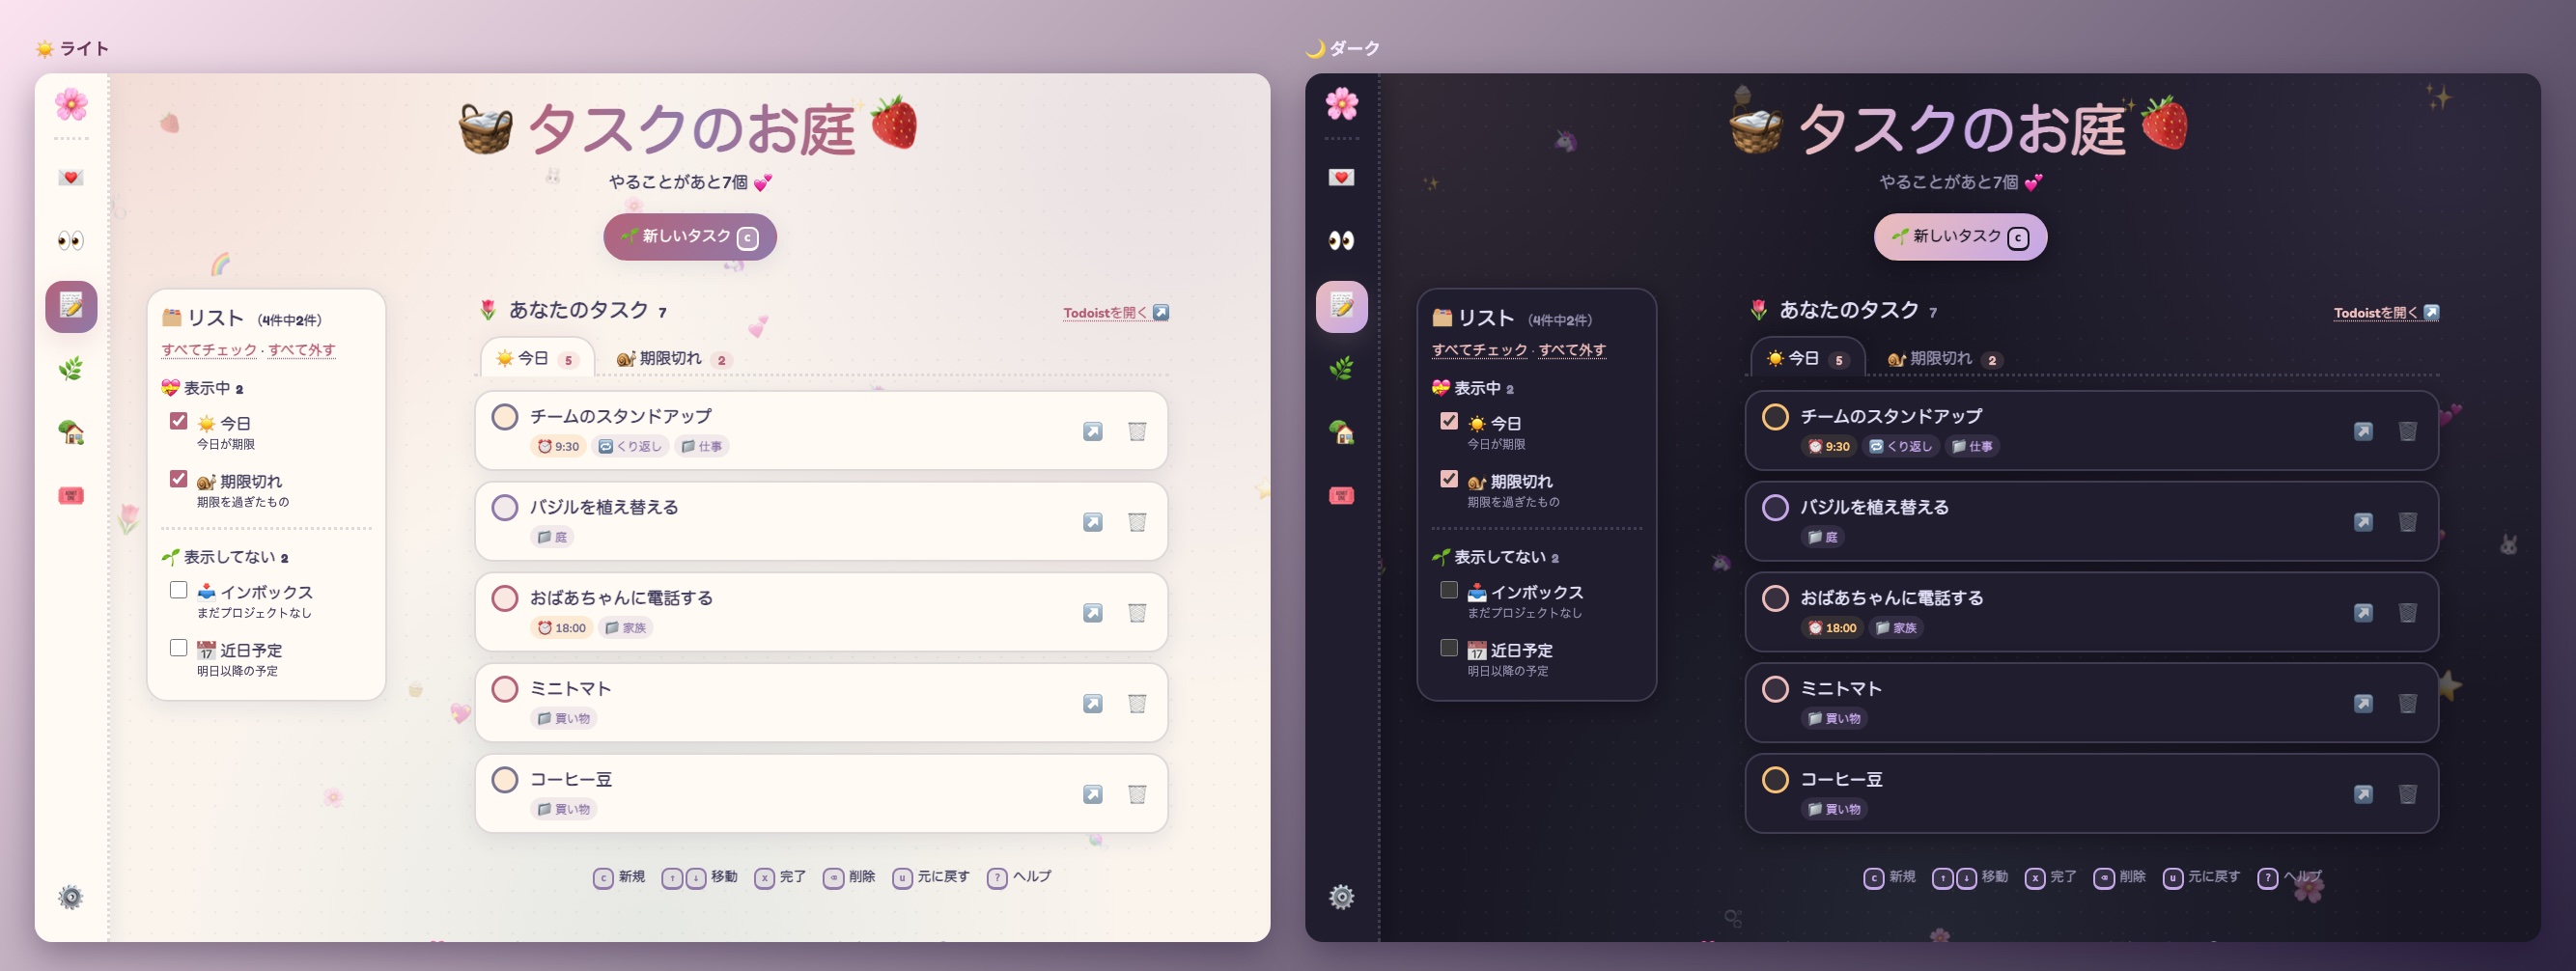 ライト
タスクのお庭
やることがあと7個
新しいタスク c
リスト (4件中2件)
すべてチェック · すべて外す
表示中 2
今日
今日が期限
期限切れ
期限を過ぎたもの
表示してない 2
インボックス
まだプロジェクトなし
近日予定
明日以降の予定
あなたのタスク 7
Todoistを開く
今日 5 期限切れ 2
チームのスタンドアップ
9:30 くり返し 仕事
バジルを植え替える
庭
おばあちゃんに電話する
18:00 家族
ミニトマト
買い物
コーヒー豆
買い物
c 新規 ↑ ↓ 移動 x 完了 ⌫ 削除 u 元に戻す ? ヘルプ
ダーク
タスクのお庭
やることがあと7個
新しいタスク c
リスト (4件中2件)
すべてチェック · すべて外す
表示中 2
今日
今日が期限
期限切れ
期限を過ぎたもの
表示してない 2
インボックス
まだプロジェクトなし
近日予定
明日以降の予定
あなたのタスク 7
Todoistを開く
今日 5 期限切れ 2
チームのスタンドアップ
9:30 くり返し 仕事
バジルを植え替える
庭
おばあちゃんに電話する
18:00 家族
ミニトマト
買い物
コーヒー豆
買い物
c 新規 ↑ ↓ 移動 x 完了 ⌫ 削除 u 元に戻す ? ヘルプ